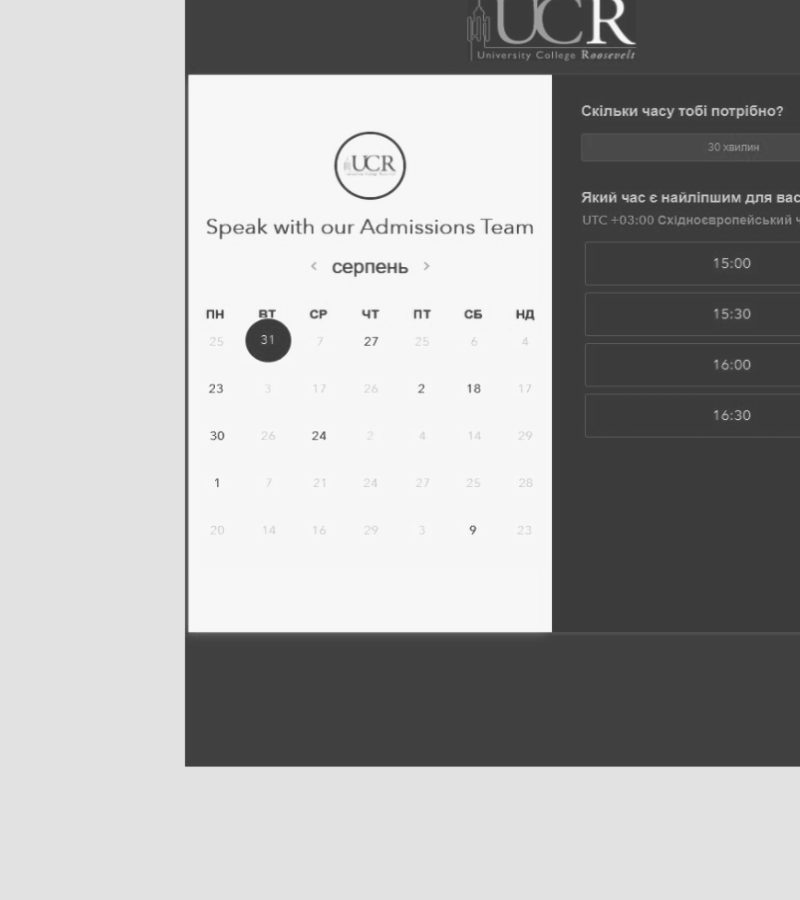 UCR
University College Roosevelt
UCR
Speak with our Admissions Team
‹ серпень ›
ПН ВТ СР ЧТ ПТ СБ НД
25 31 7 27 25 6 4
23 3 17 26 2 18 17
30 26 24 2 4 14 29
1 7 21 24 27 25 28
20 14 16 29 3 9 23
Скільки часу тобі потрібно?
30 хвилин
Який час є найліпшим для вас
UTC +03:00 Східноєвропейський ч
15:00
15:30
16:00
16:30